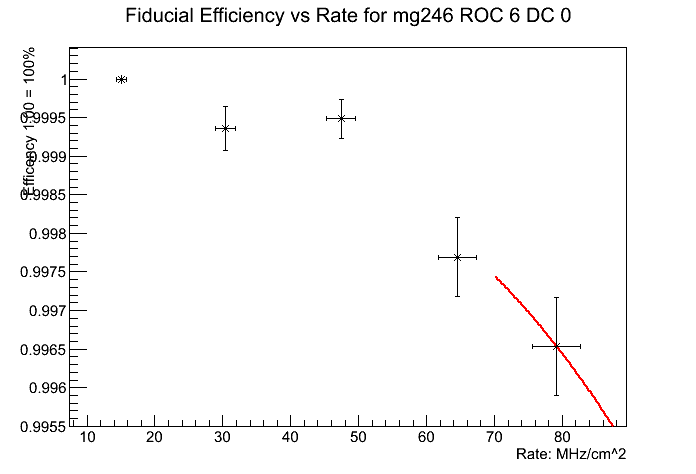 Fiducial Efficiency vs Rate for mg246 ROC 6 DC 0
Efficency 1.00 = 100%
1
0.9995
0.999
0.9985
0.998
0.9975
0.997
0.9965
0.996
0.9955
10 20 30 40 50 60 70 80
Rate: MHz/cm^2